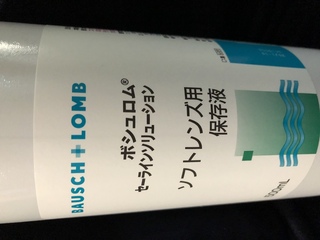 BAUSCH + LOMB
ボシュロム®
セーラインソリューション
ソフトレンズ用
保存液
500mL